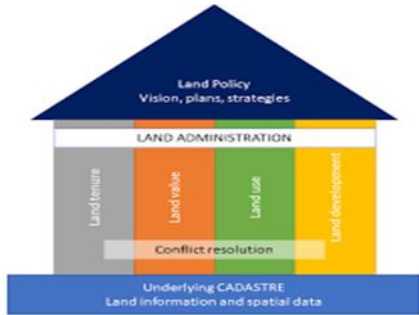 Land Policy
Vision, plans, strategies
LAND ADMINISTRATION
Land tenure
Land value
Land use
Land development
Conflict resolution
Underlying CADASTRE
Land information and spatial data